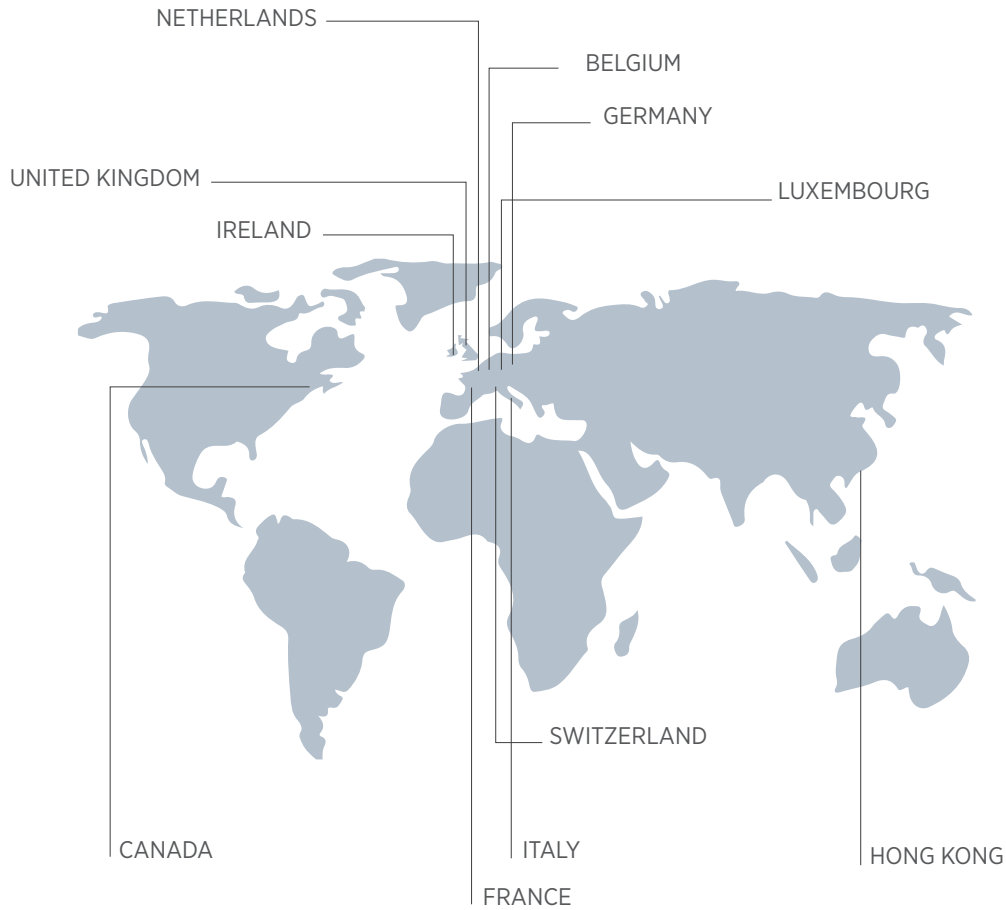 NETHERLANDS
BELGIUM
GERMANY
UNITED KINGDOM
LUXEMBOURG
IRELAND
SWITZERLAND
CANADA
ITALY
HONG KONG
FRANCE